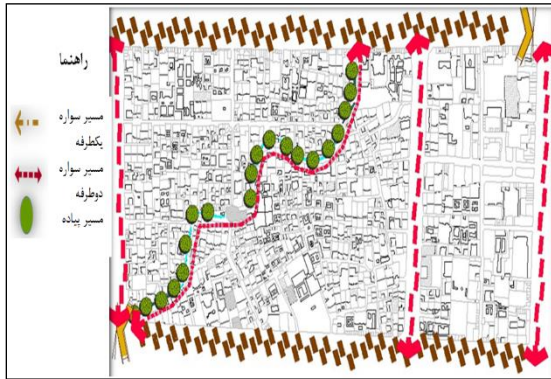 راهنما
مسیر سواره
یکطرفه
مسیر سواره
دوطرفه
مسیر پیاده